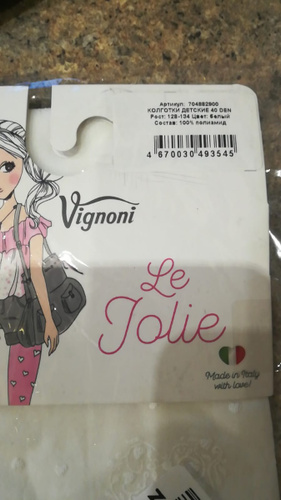 Артикул: 704882900
КОЛГОТКИ ДЕТСКИЕ 40 DEN
Рост: 128-134 Цвет: белый
Состав: 100% полиамид
4 670030 493545
Vignoni
Le
Jolie
Made in Italy
with love!